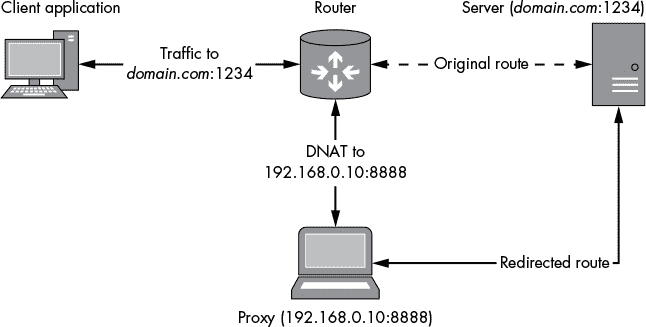 Client application
Router
Server (domain.com:1234)
Traffic to
domain.com:1234
Original route
DNAT to
192.168.0.10:8888
Redirected route
Proxy (192.168.0.10:8888)